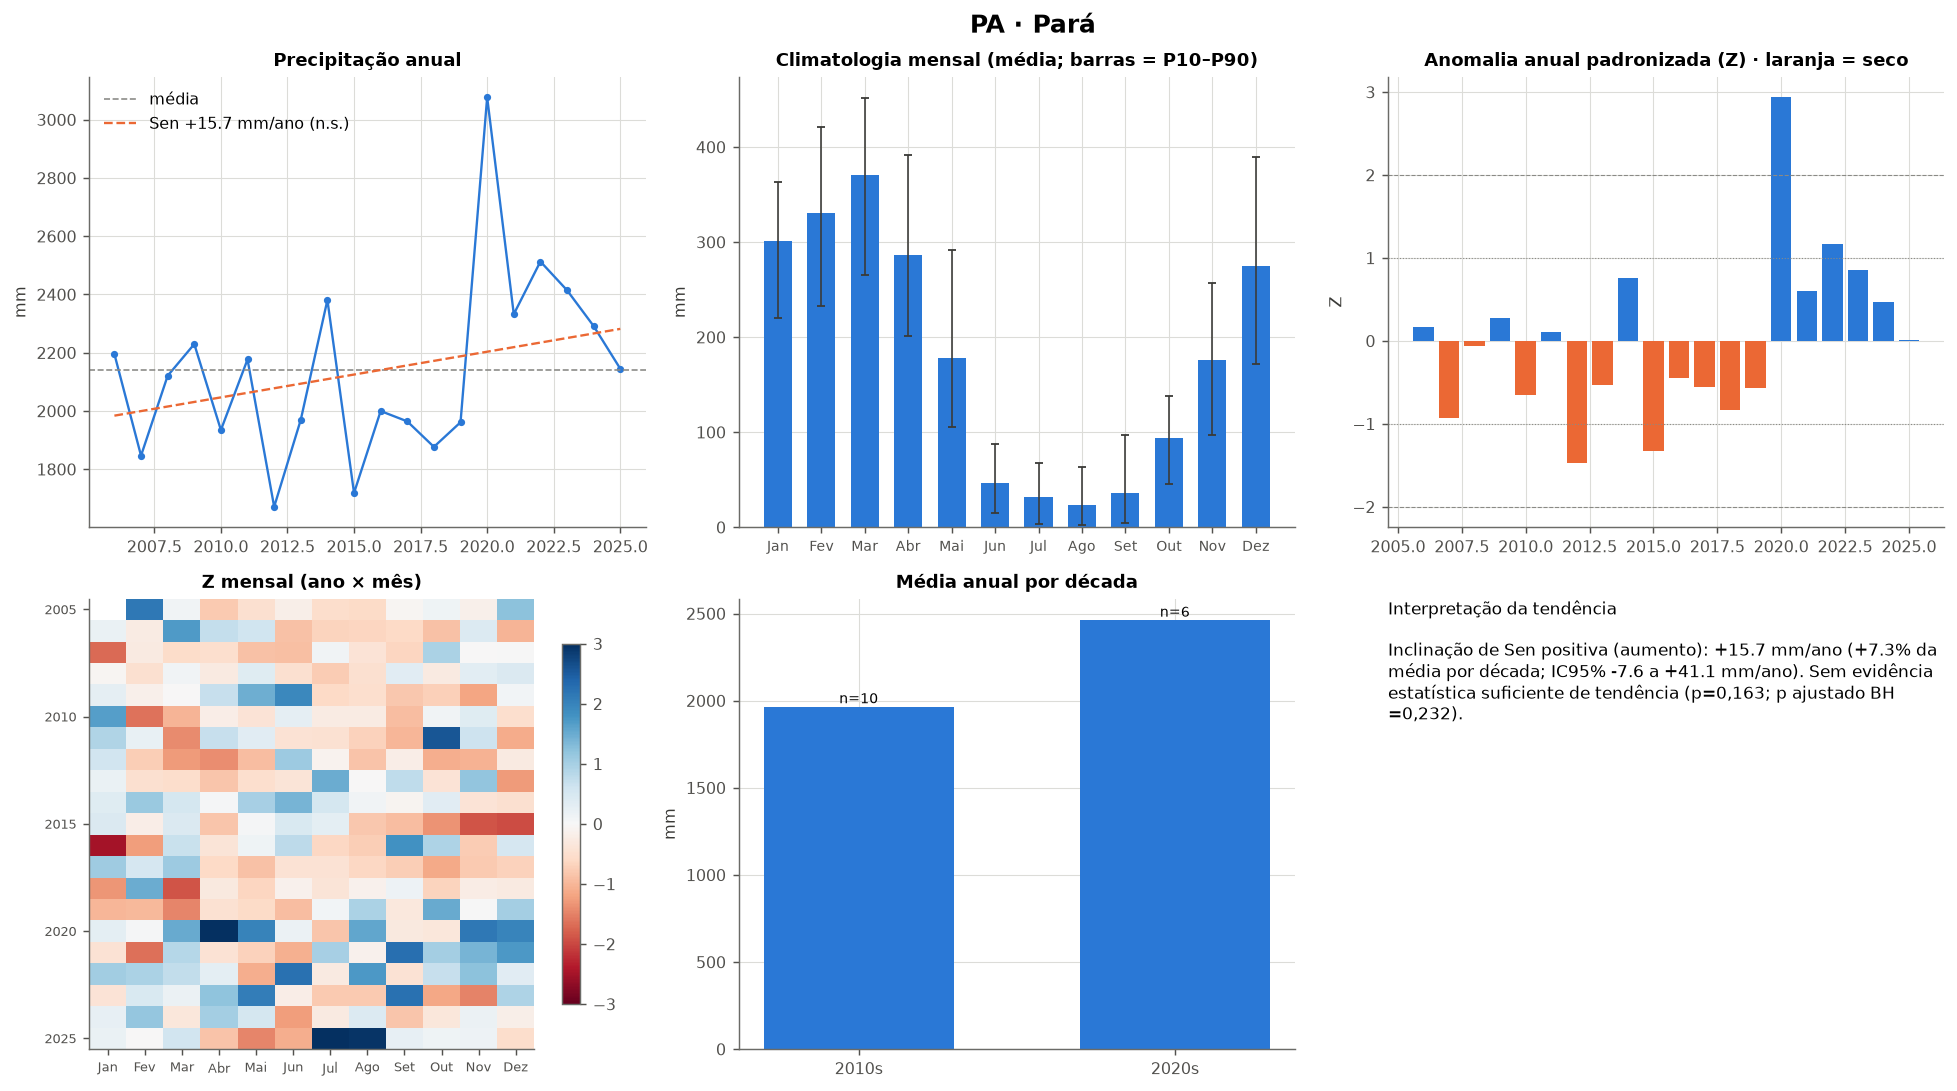 PA · Pará
Precipitação anual
média
Sen +15.7 mm/ano (n.s.)
mm
3000
2800
2600
2400
2200
2000
1800
2007.5 2010.0 2012.5 2015.0 2017.5 2020.0 2022.5 2025.0
Climatologia mensal (média; barras = P10–P90)
mm
400
300
200
100
0
Jan Fev Mar Abr Mai Jun Jul Ago Set Out Nov Dez
Anomalia anual padronizada (Z) · laranja = seco
Z
3
2
1
0
−1
−2
2005.0 2007.5 2010.0 2012.5 2015.0 2017.5 2020.0 2022.5 2025.0
Z mensal (ano × mês)
2005
2010
2015
2020
2025
Jan Fev Mar Abr Mai Jun Jul Ago Set Out Nov Dez
3
2
1
0
−1
−2
−3
Média anual por década
mm
2500
2000
1500
1000
500
0
n=10
n=6
2010s 2020s
Interpretação da tendência
Inclinação de Sen positiva (aumento): +15.7 mm/ano (+7.3% da
média por década; IC95% -7.6 a +41.1 mm/ano). Sem evidência
estatística suficiente de tendência (p=0,163; p ajustado BH
=0,232).